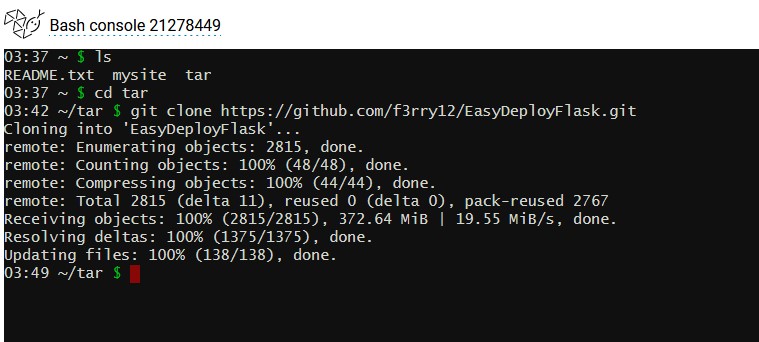 Bash console 21278449
03:37 ~ $ ls
README.txt  mysite  tar
03:37 ~ $ cd tar
03:42 ~/tar $ git clone https://github.com/f3rry12/EasyDeployFlask.git
Cloning into 'EasyDeployFlask'...
remote: Enumerating objects: 2815, done.
remote: Counting objects: 100% (48/48), done.
remote: Compressing objects: 100% (44/44), done.
remote: Total 2815 (delta 11), reused 0 (delta 0), pack-reused 2767
Receiving objects: 100% (2815/2815), 372.64 MiB | 19.55 MiB/s, done.
Resolving deltas: 100% (1375/1375), done.
Updating files: 100% (138/138), done.
03:49 ~/tar $